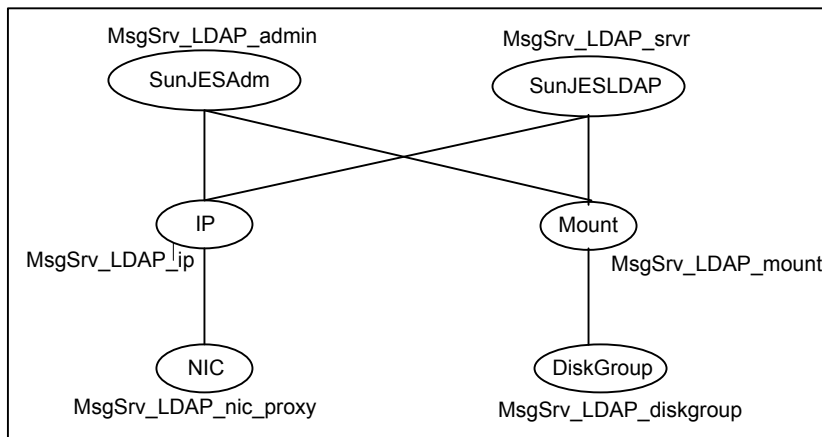 MsgSrv_LDAP_admin
MsgSrv_LDAP_srvr
SunJESAdm
SunJESLDAP
IP
Mount
MsgSrv_LDAP_ip
MsgSrv_LDAP_mount
NIC
DiskGroup
MsgSrv_LDAP_nic_proxy
MsgSrv_LDAP_diskgroup